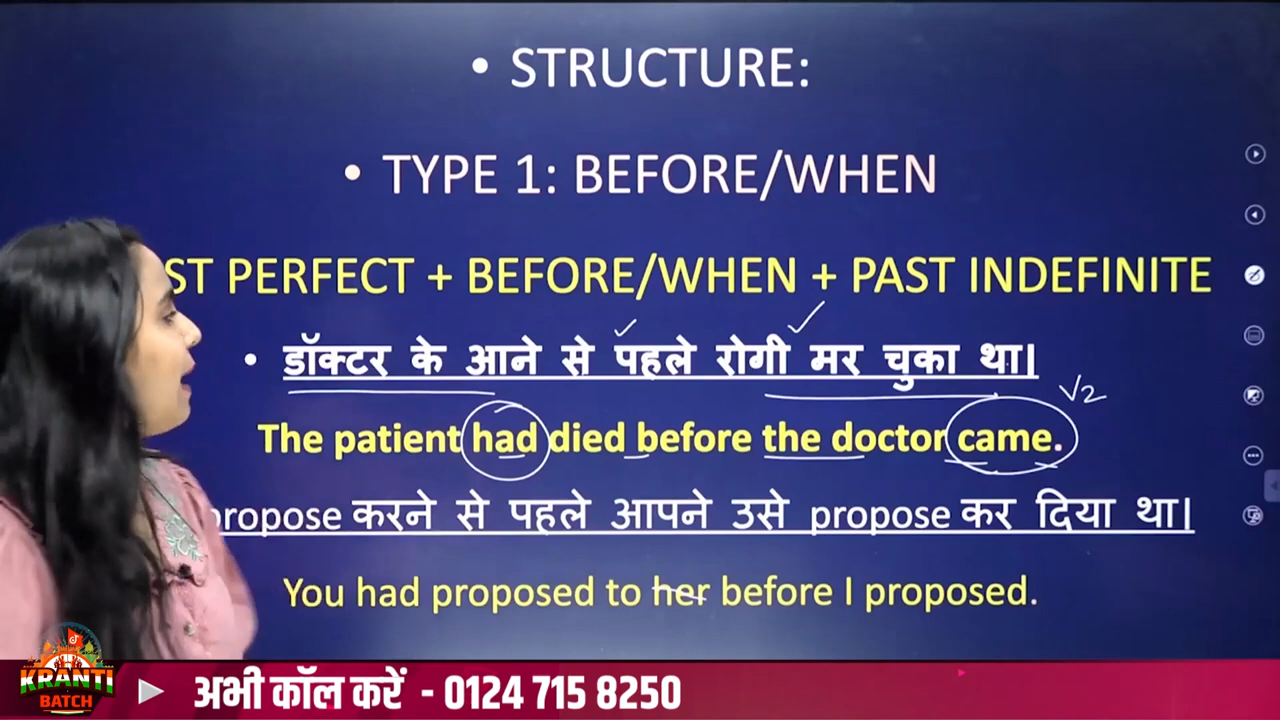 • STRUCTURE:
• TYPE 1: BEFORE/WHEN
ST PERFECT + BEFORE/WHEN + PAST INDEFINITE
• डॉक्टर के आने से पहले रोगी मर चुका था।
V2
The patient had died before the doctor came.
propose करने से पहले आपने उसे propose कर दिया था।
You had proposed to her before I proposed.
KRANTI
BATCH
अभी कॉल करें - 0124 715 8250